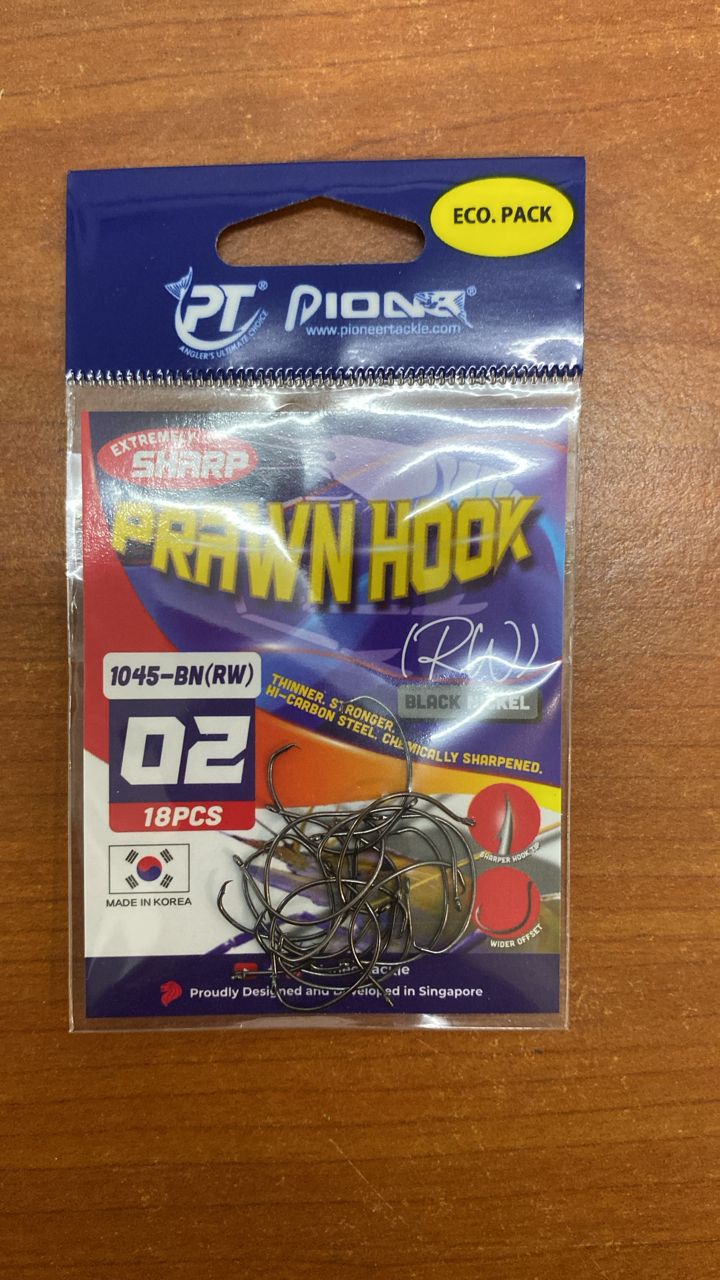 ECO. PACK
PT®
ANGLER'S ULTIMATE CHOICE
PION ®
www.pioneertackle.com
EXTREMELY
SHARP
PRAWN HOOK
(RW)
1045-BN(RW)
BLACK
THINNER. STRONGER.
HI-CARBON STEEL. CHEMICALLY SHARPENED.
02
18PCS
SHARPER HOOK TIP
MADE IN KOREA
WIDER OFFSET
Proudly Designed and Developed in Singapore